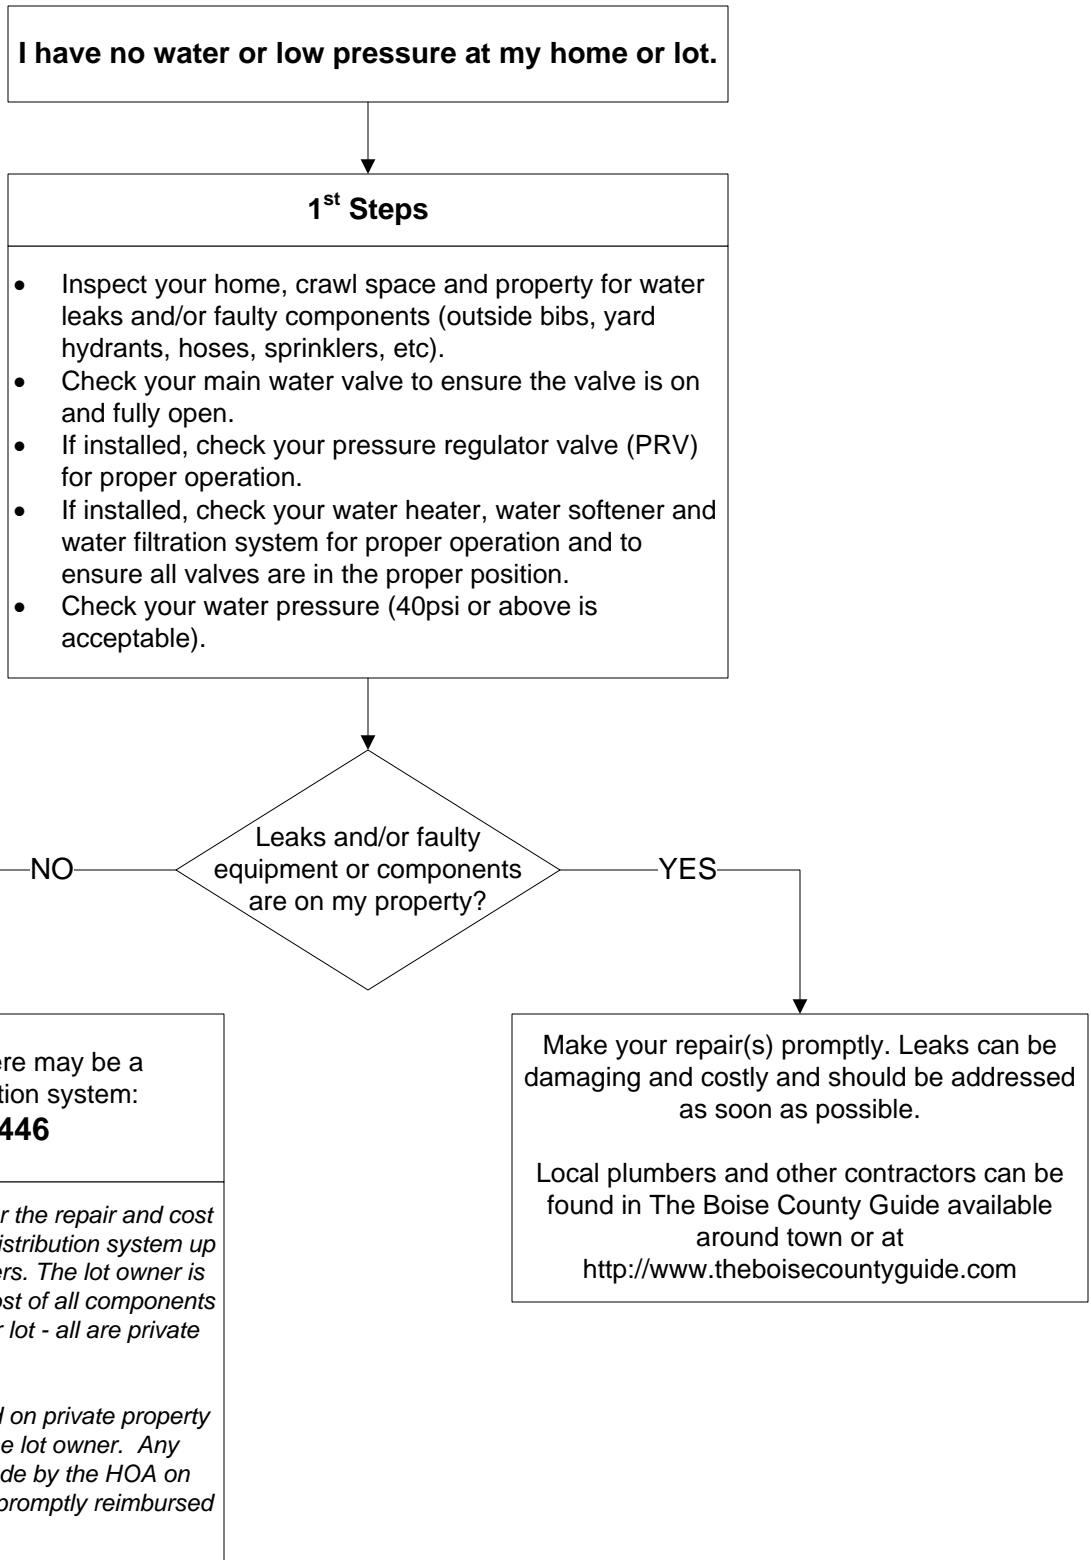 I have no water or low pressure at my home or lot.
1st Steps
• Inspect your home, crawl space and property for water
leaks and/or faulty components (outside bibs, yard
hydrants, hoses, sprinklers, etc).
• Check your main water valve to ensure the valve is on
and fully open.
• If installed, check your pressure regulator valve (PRV)
for proper operation.
• If installed, check your water heater, water softener and
water filtration system for proper operation and to
ensure all valves are in the proper position.
• Check your water pressure (40psi or above is
acceptable).
Leaks and/or faulty
equipment or components
are on my property?
NO
YES
ere may be a
tion system:
446
r the repair and cost
istribution system up
ers. The lot owner is
ost of all components
r lot - all are private
d on private property
e lot owner.  Any
de by the HOA on
promptly reimbursed
Make your repair(s) promptly. Leaks can be
damaging and costly and should be addressed
as soon as possible.
Local plumbers and other contractors can be
found in The Boise County Guide available
around town or at
http://www.theboisecountyguide.com